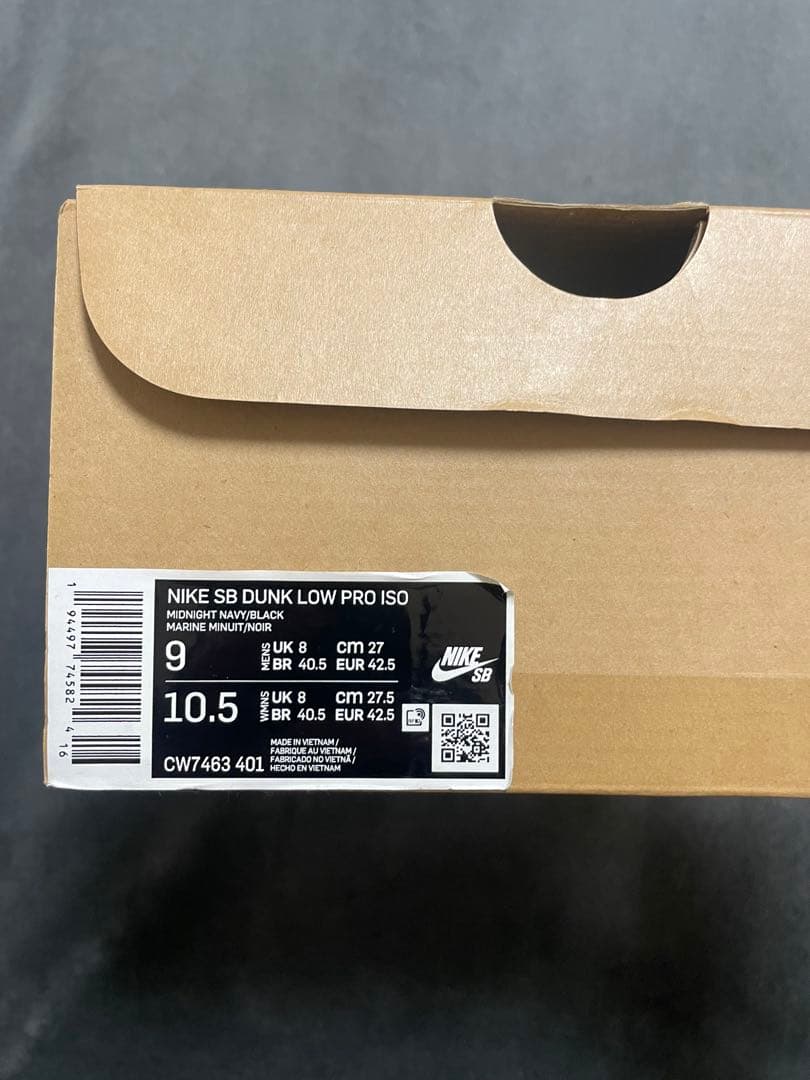 NIKE SB DUNK LOW PRO ISO
MIDNIGHT NAVY/BLACK
MARINE MINUIT/NOIR
9
MENS
UK 8 CM 27
BR 40.5 EUR 42.5
10.5
WMNS
UK 8 CM 27.5
BR 40.5 EUR 42.5
CW7463 401
MADE IN VIETNAM /
FABRIQUE AU VIETNAM /
FABRICADO NO VIETNÃ /
HECHO EN VIETNAM
NIKE
SB
1 94497 74582 4 16